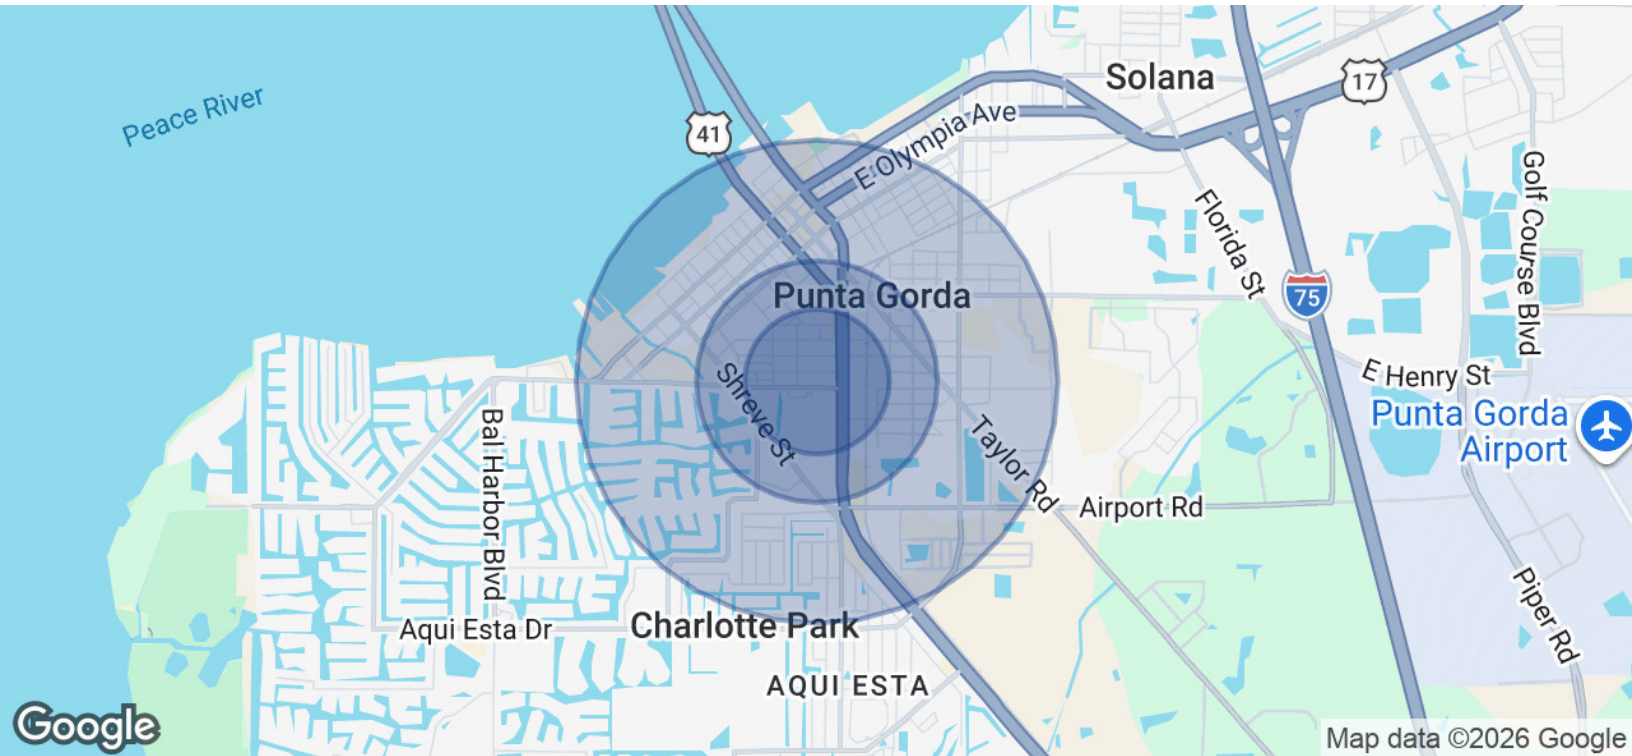 Solana
17
Peace River
41
E Olympia Ave
Golf Course Blvd
Florida St
Punta Gorda
75
E Henry St
Shreve St
Punta Gorda
Airport
Bal Harbor Blvd
Taylor Rd
Airport Rd
Piper Rd
Aqui Esta Dr
Charlotte Park
AQUI ESTA
Google
Map data ©2026 Google